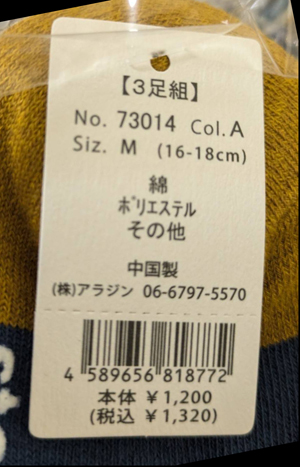 【3足組】
No. 73014 Col.A
Siz. M (16-18cm)
綿
ポリエステル
その他
中国製
(株)アラジン 06-6797-5570
4 589656 818772
本体 ¥1,200
(税込 ¥1,320)